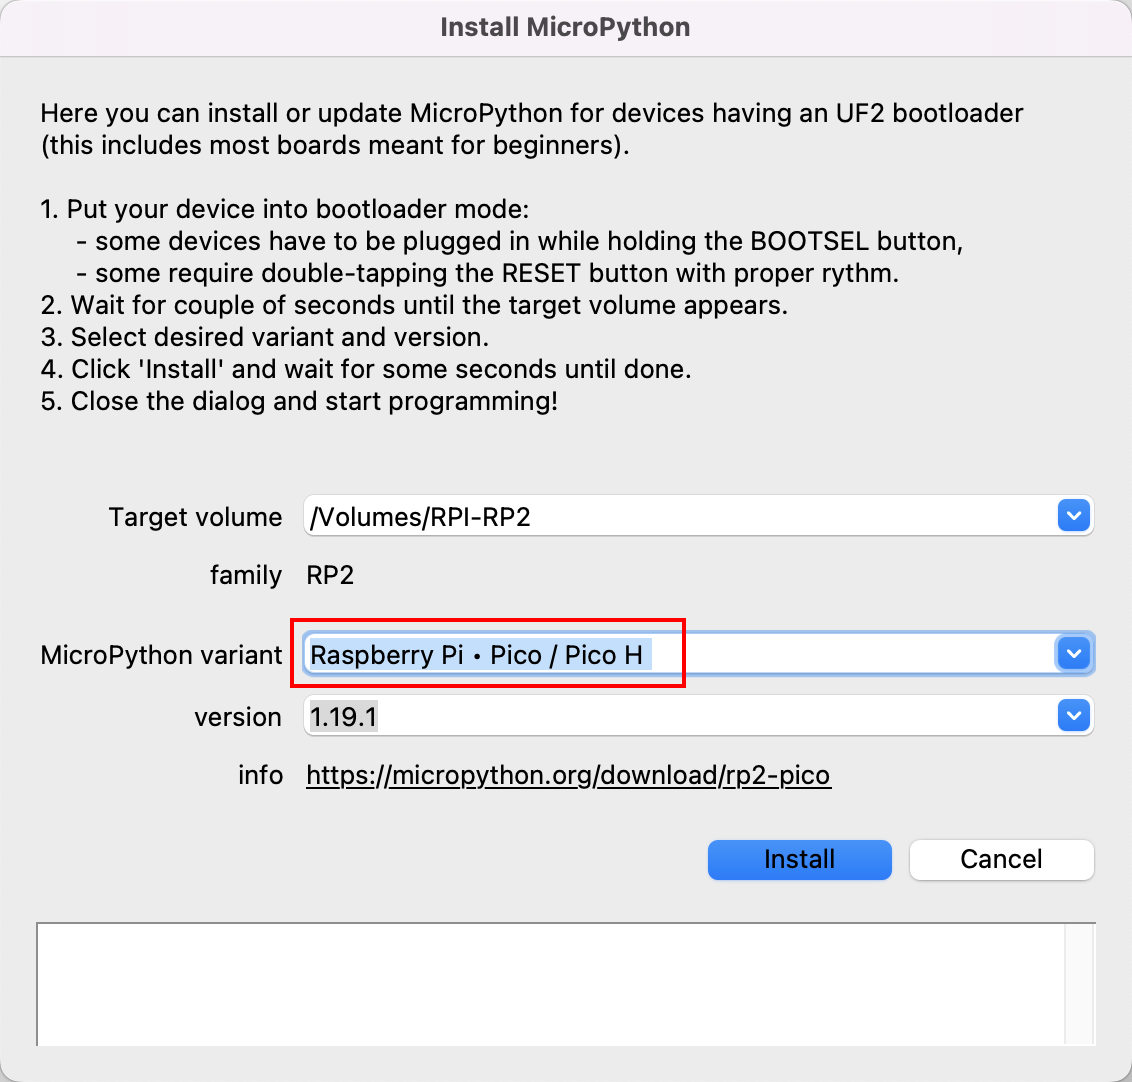 Install MicroPython
Here you can install or update MicroPython for devices having an UF2 bootloader
(this includes most boards meant for beginners).
1. Put your device into bootloader mode:
- some devices have to be plugged in while holding the BOOTSEL button,
- some require double-tapping the RESET button with proper rythm.
2. Wait for couple of seconds until the target volume appears.
3. Select desired variant and version.
4. Click 'Install' and wait for some seconds until done.
5. Close the dialog and start programming!
Target volume /Volumes/RPI-RP2
family RP2
MicroPython variant Raspberry Pi • Pico / Pico H
version 1.19.1
info https://micropython.org/download/rp2-pico
Install Cancel